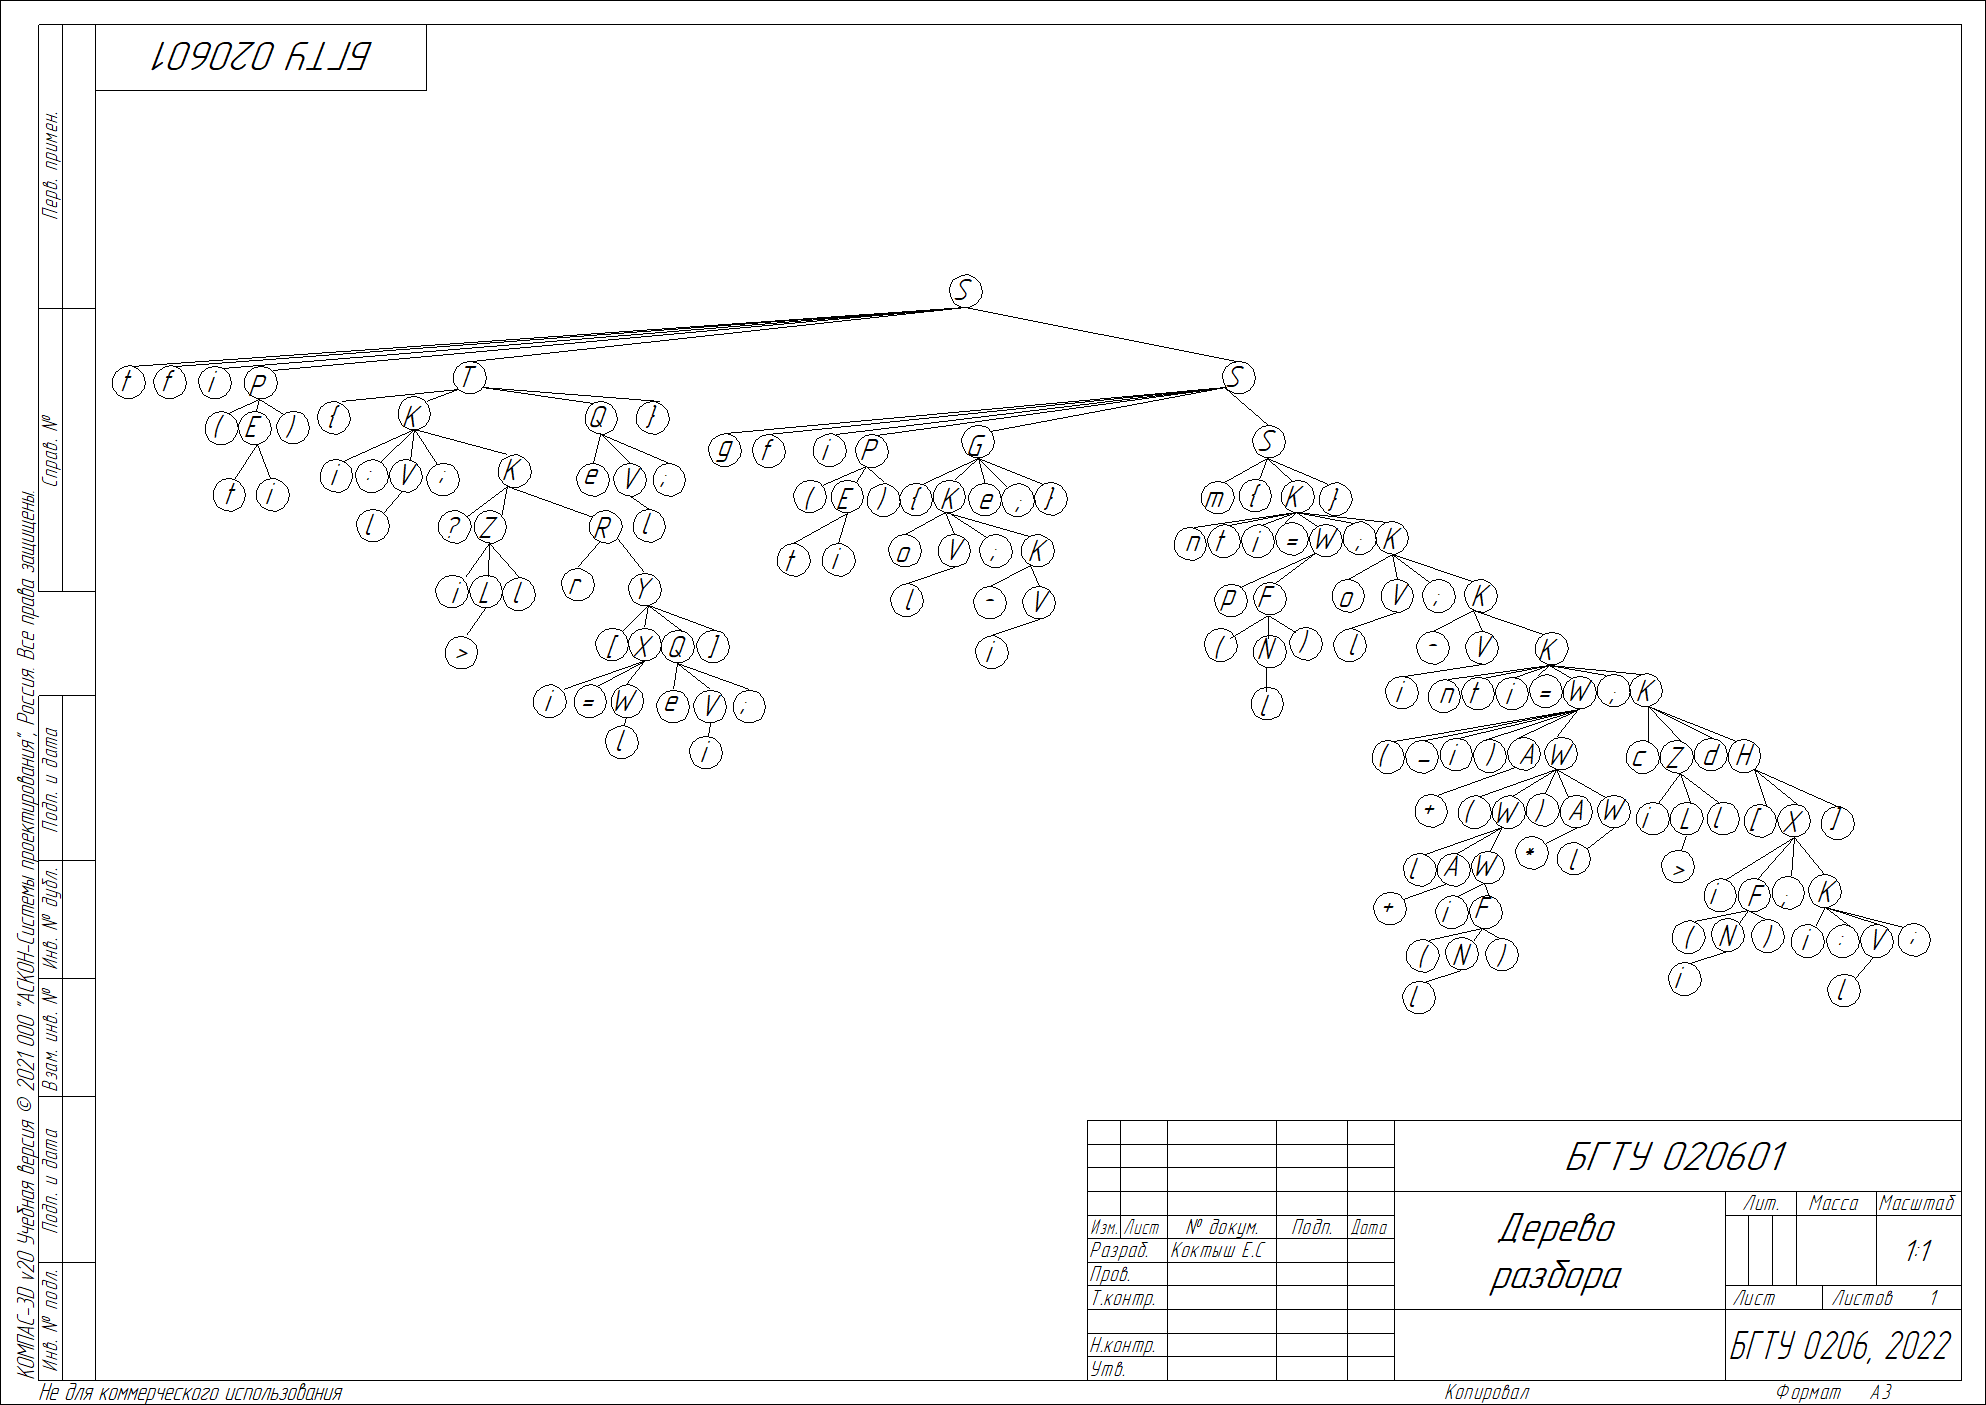 БГТУ 020601
Перв. примен.
Справ. №
Подп. и дата
Инв. № дубл.
Взам. инв. №
Подп. и дата
Инв. № подл.
КОМПАС-3D v20 Учебная версия © 2021 ООО "АСКОН-Системы проектирования", Россия. Все права защищены.
S
t f i P T S
( E ) { K Q }
g f i P G S
t i i : V ; K e V ;
( E ) { K e ; } m { K }
l ? Z R l
t i o V ; K n t i = W ; K
i L l r Y l - V p F o V ; K
> [ X Q ] i ( N ) l - V K
i = W e V ; l i n t i = W ; K
l i ( - i ) A W c Z d H
+ ( W ) A W i L l [ X ]
l A W * l >
+ i F i F ; K
( N ) ( N ) i : V ;
l i l
БГТУ 020601
Лит. Масса Масштаб
Изм. Лист № докум. Подп. Дата
Дерево
разбора
1:1
Разраб. Коктыш Е.С
Пров.
Т.контр.
Лист Листов 1
Н.контр.
Утв.
БГТУ 0206, 2022
Не для коммерческого использования
Копировал
Формат А3